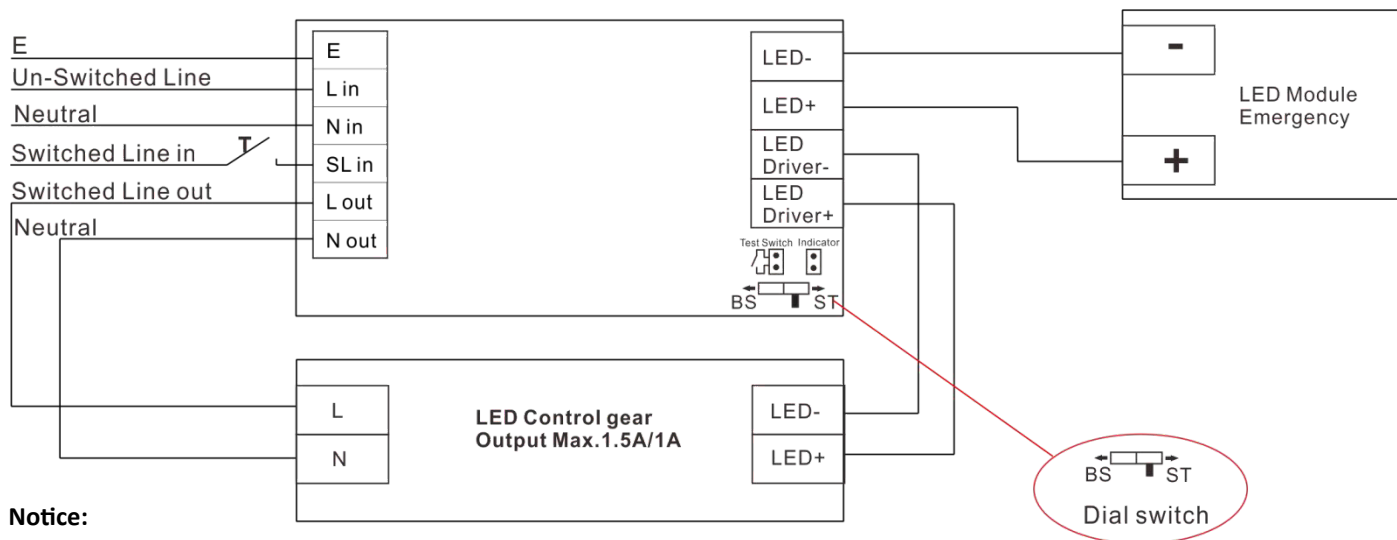 E
Un-Switched Line
Neutral
Switched Line in
Switched Line out
Neutral
T
E
L in
N in
SL in
L out
N out
LED-
LED+
LED
Driver-
LED
Driver+
Test Switch Indicator
BS ST
-
+
LED Module
Emergency
L
N
LED Control gear
Output Max.1.5A/1A
LED-
LED+
BS ST
Dial switch
Notice: